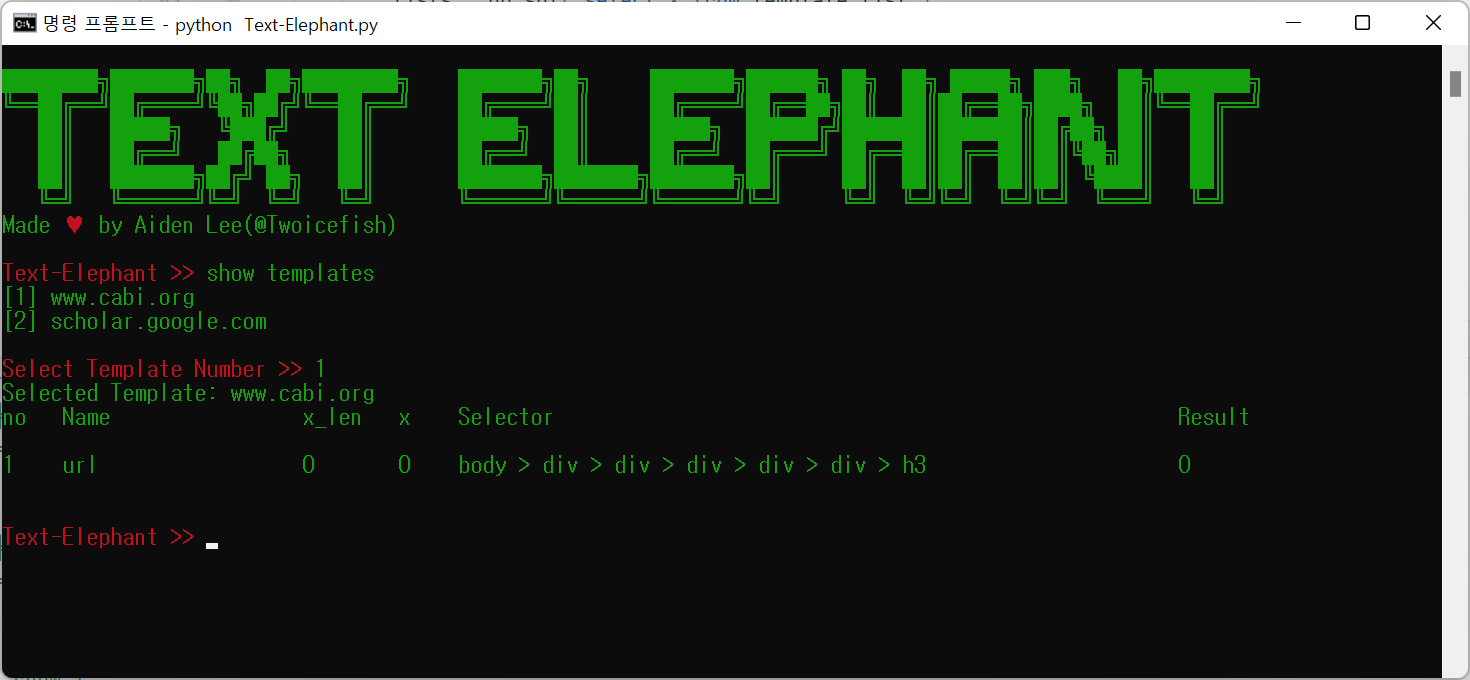 명령 프롬프트 - python Text-Elephant.py
TEXT ELEPHANT
Made ♥ by Aiden Lee(@Twoicefish)
Text-Elephant >> show templates
[1] www.cabi.org
[2] scholar.google.com
Select Template Number >> 1
Selected Template: www.cabi.org
no Name x_len x Selector Result
1 url 0 0 body > div > div > div > div > div > h3 0
Text-Elephant >>